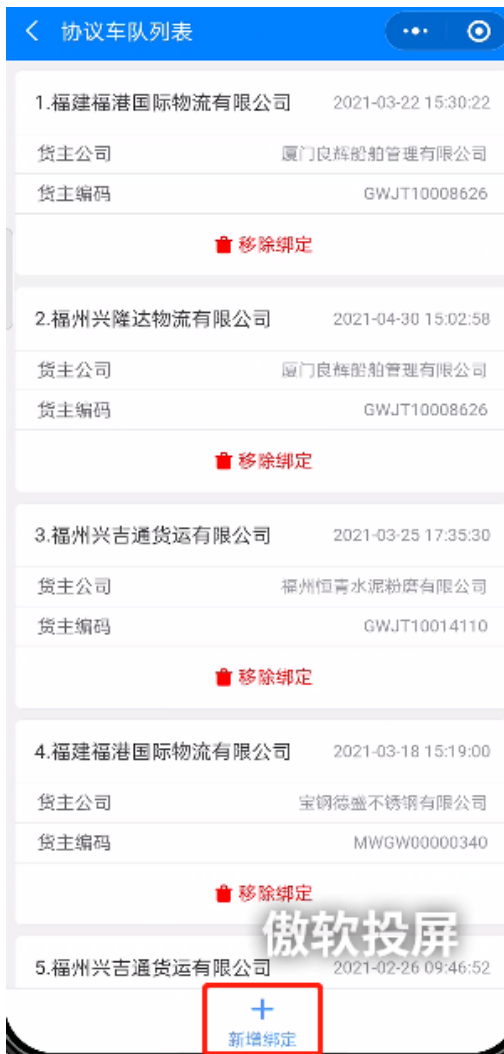 协议车队列表
1.福建福港国际物流有限公司 2021-03-22 15:30:22
货主公司 厦门良辉船舶管理有限公司
货主编码 GWJT10008626
移除绑定
2.福州兴隆达物流有限公司 2021-04-30 15:02:58
货主公司 厦门良辉船舶管理有限公司
货主编码 GWJT10008626
移除绑定
3.福州兴吉通货运有限公司 2021-03-25 17:35:30
货主公司 福州恒青水泥粉磨有限公司
货主编码 GWJT10014110
移除绑定
4.福建福港国际物流有限公司 2021-03-18 15:19:00
货主公司 宝钢德盛不锈钢有限公司
货主编码 MWGW00000340
移除绑定
傲软投屏
5.福州兴吉通货运有限公司 2021-02-26 09:46:52
新增绑定